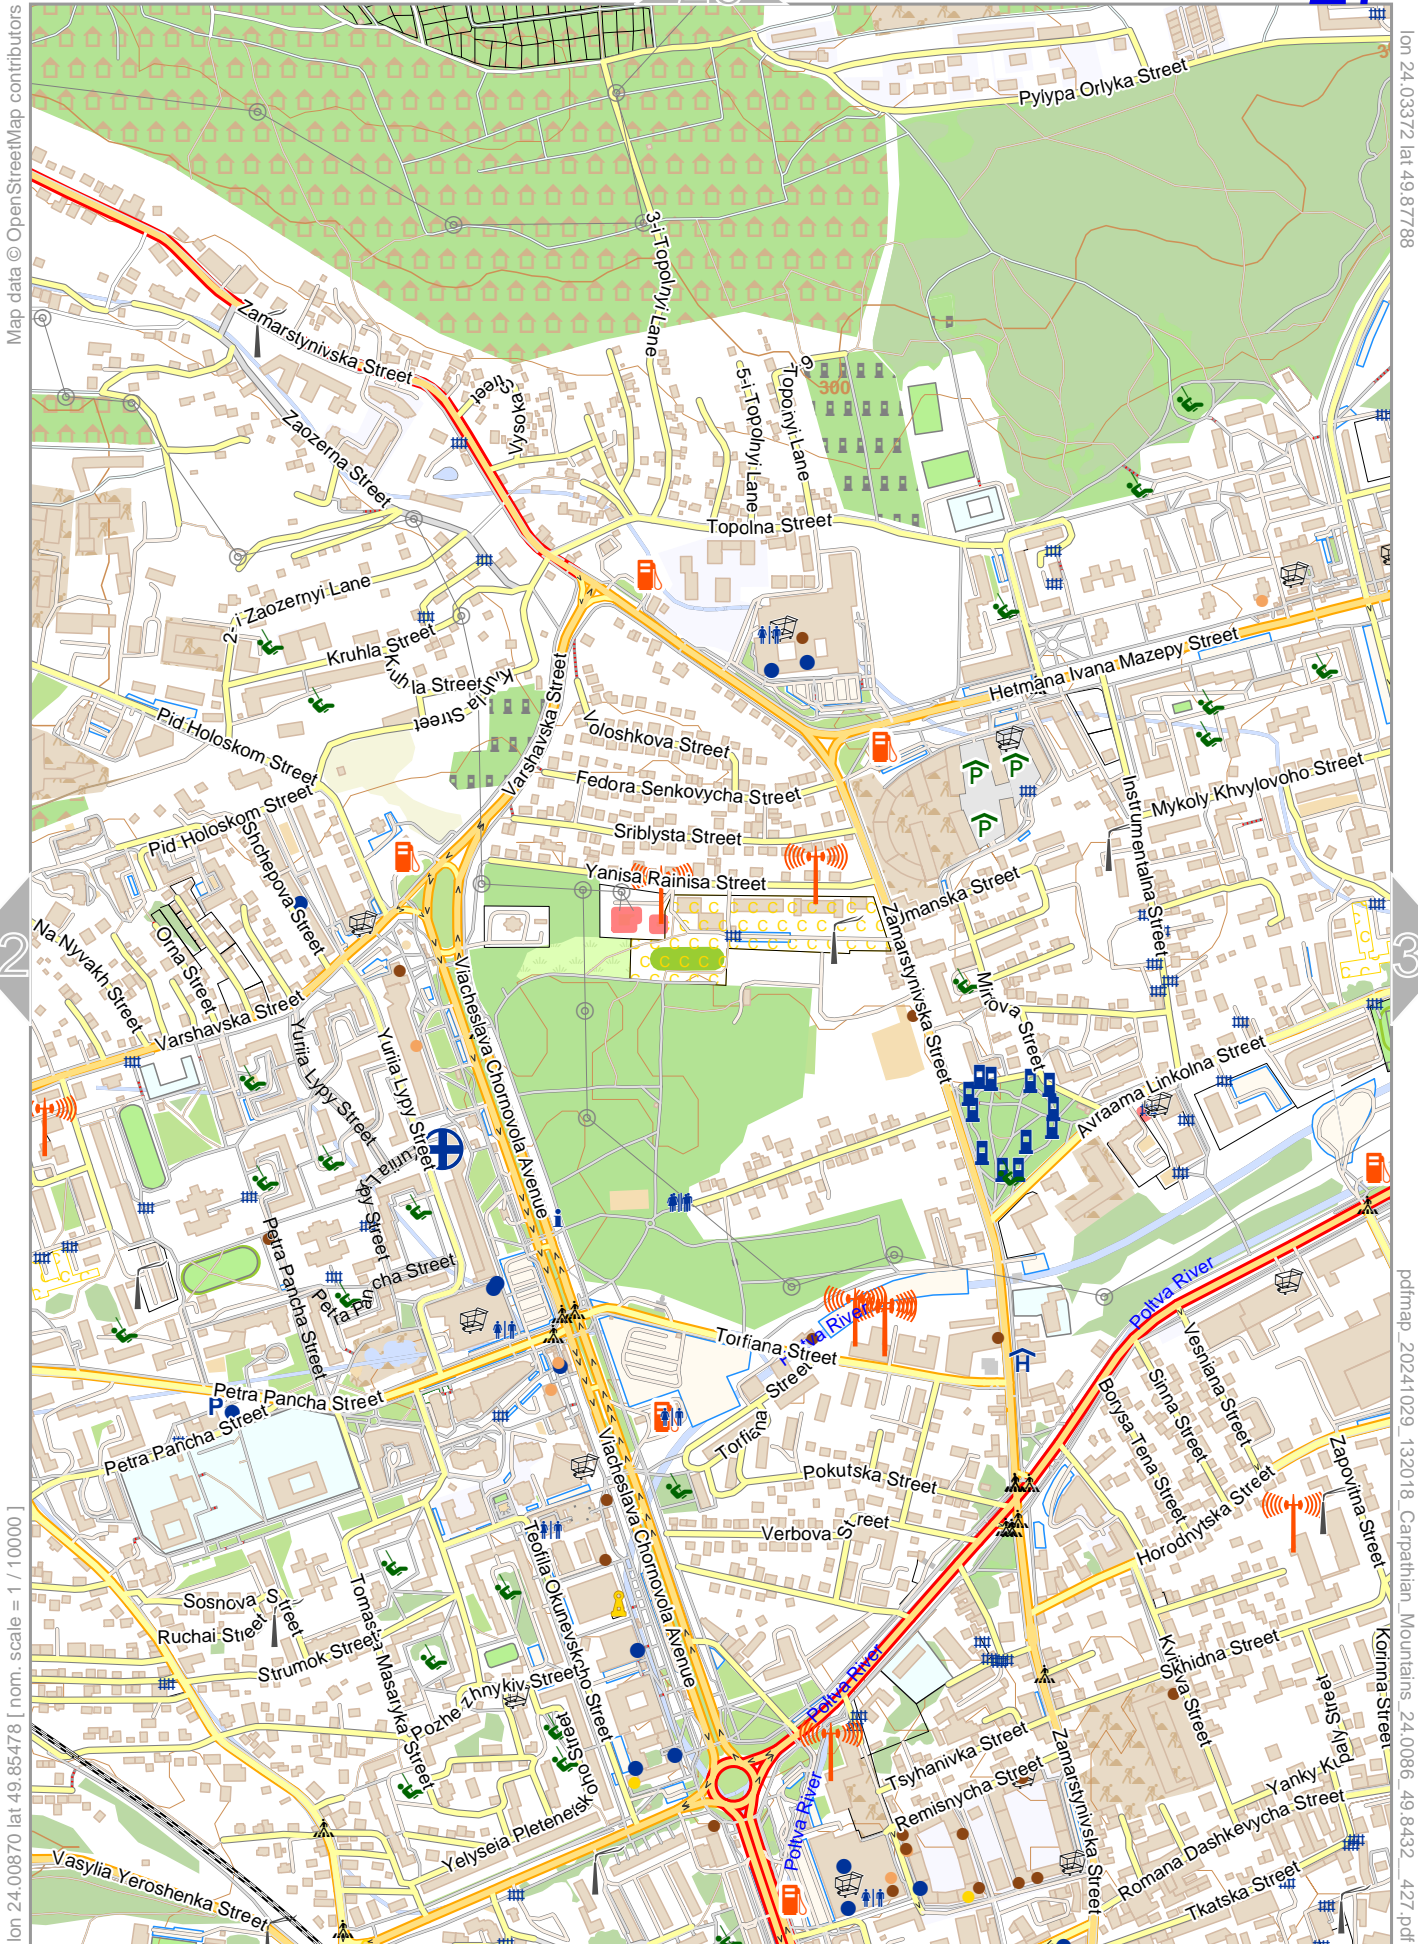 Map data © OpenStreetMap contributors
lon 24.03372 lat 49.87788
Pylypa Orlyka Street
3-i Topolnyi Lane
Zamarstynivska Street
Vysoka Street
5-i Topolnyi Lane
Topolnyi Lane
300
Zaozerna Street
Topolna Street
2-i Zaozernyi Lane
Kruhla Street
Kruhla Street
Kruhla Street
Hetmana Ivana Mazepy Street
Varshavska Street
Pid Holoskom Street
Voloshkova Street
Fedora Senkovycha Street
Mykoly Khvylovoho Street
Instrumentalna Street
Pid Holoskom Street
Shchepova Street
Sriblysta Street
Yanisa Rainisa Street
P
P
P
Umanska Street
Zamarstynivska Street
Na Nyvakh Street
Orna Street
2
3
Viacheslava Chornovola Avenue
Mirova Street
Varshavska Street
Yuriia Lypy Street
Yuriia Lypy Street
Yuriia Lypy Street
Avraama Linkolna Street
Petra Pancha Street
Petra Pancha Street
Poltva River
Poltva River
Torfiana Street
H
Vesniana Street
Sinna Street
Borysa Tena Street
Petra Pancha Street
P
Petra Pancha Street
Torfiana Street
Pokutska Street
Viacheslava Chornovola Avenue
Verbova Street
Horodnytska Street
Zapovitna Street
Teofila Okunevskoho Street
Sosnova Street
Ruchai Street
Strumok Street
Tomasha Masaryka Street
Pozhezhnykiv Street
Poltva River
Skhidna Street
Korinna Street
Tsyhanivka Street
Remisnycha Street
Zamarstynivska Street
Poltva River
Yelyseia Pleteneiskoho Street
Romana Dashkevycha Street
Tkatska Street
Vasylia Yeroshenka Street
lon 24.00870 lat 49.85478 [ nom. scale = 1 / 10000 ]
pdfmap_20241029_132018_Carpathian_Mountains_24.0086_49.8432__427.pdf